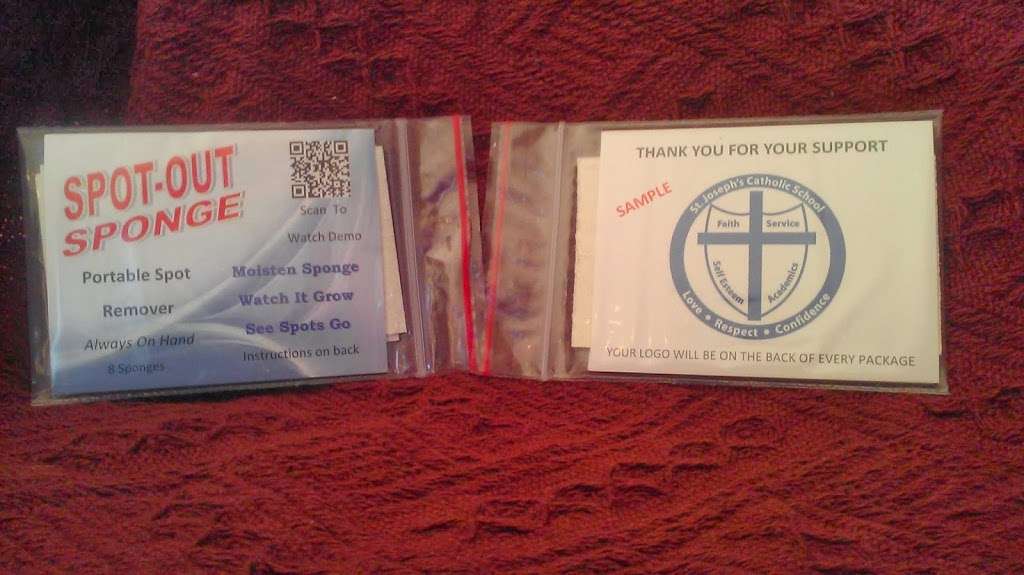 SPOT-OUT
SPONGE
Scan To
Watch Demo
Portable Spot
Remover
Always On Hand
8 Sponges
Moisten Sponge
Watch It Grow
See Spots Go
Instructions on back
THANK YOU FOR YOUR SUPPORT
SAMPLE
St. Joseph's Catholic School
Faith
Service
Self Esteem
Academics
Love • Respect • Confidence
YOUR LOGO WILL BE ON THE BACK OF EVERY PACKAGE